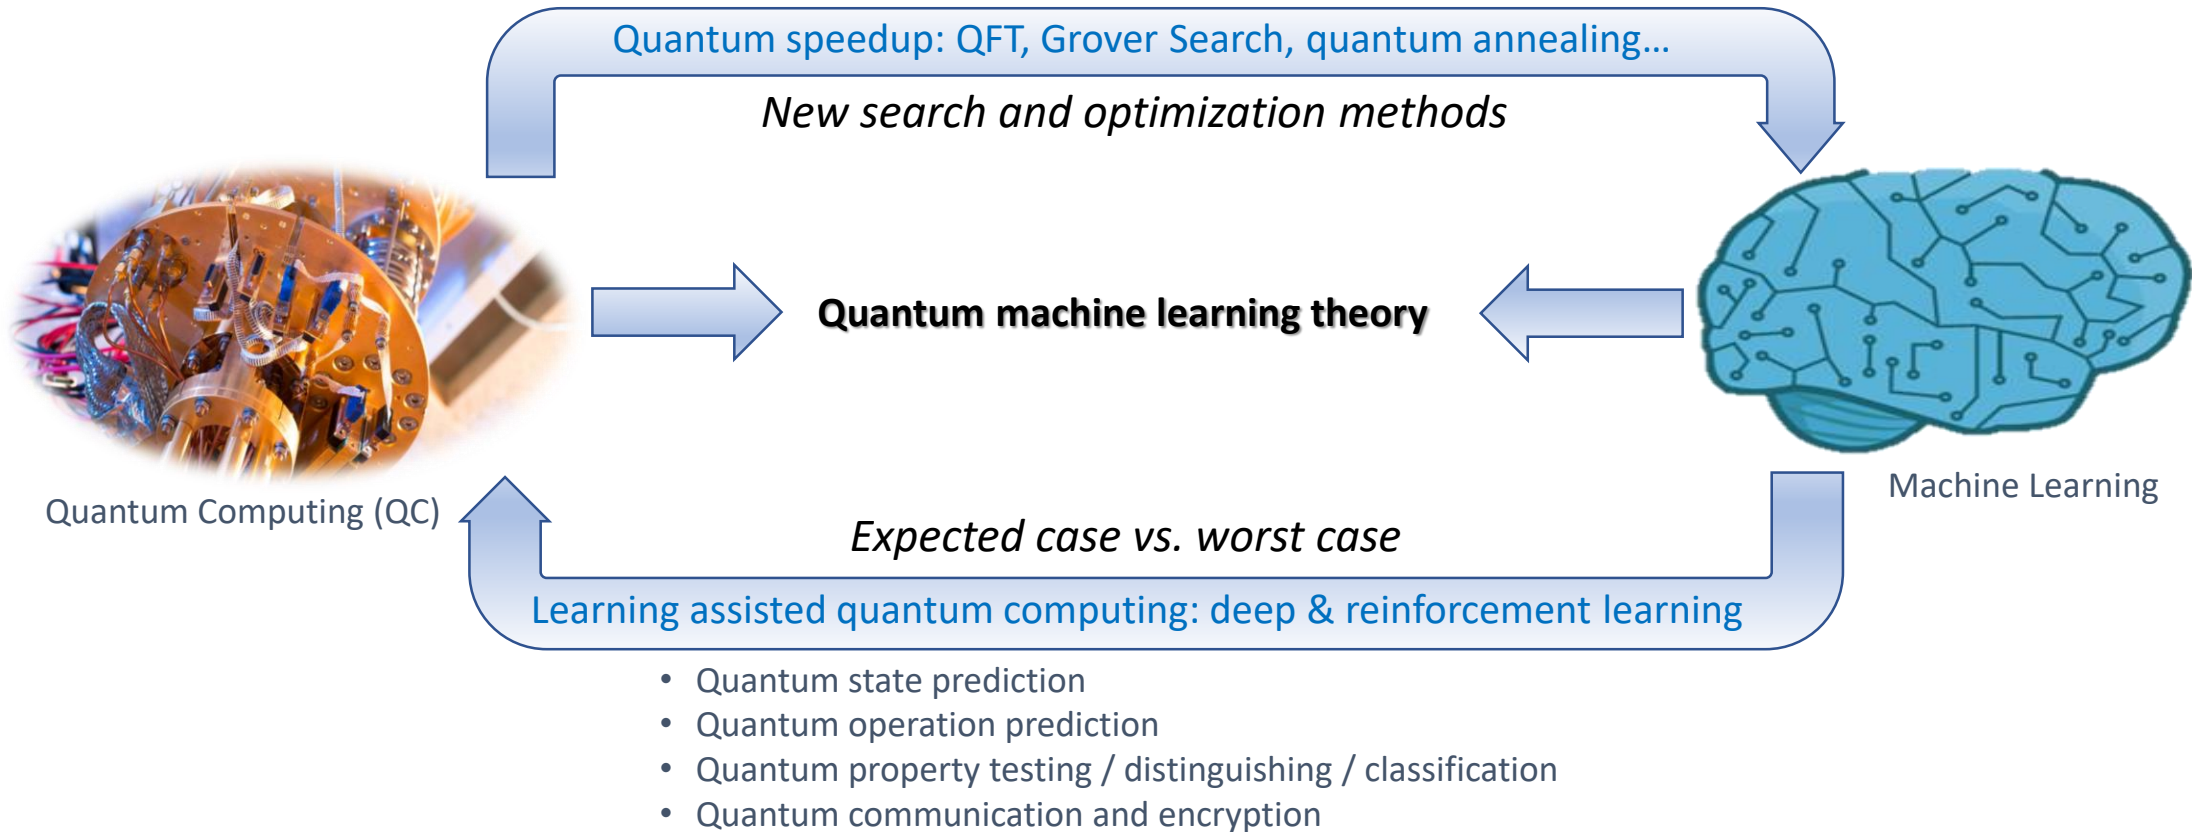 Quantum speedup: QFT, Grover Search, quantum annealing…
New search and optimization methods
Quantum machine learning theory
Quantum Computing (QC)
Machine Learning
Expected case vs. worst case
Learning assisted quantum computing: deep & reinforcement learning
• Quantum state prediction
• Quantum operation prediction
• Quantum property testing / distinguishing / classification
• Quantum communication and encryption